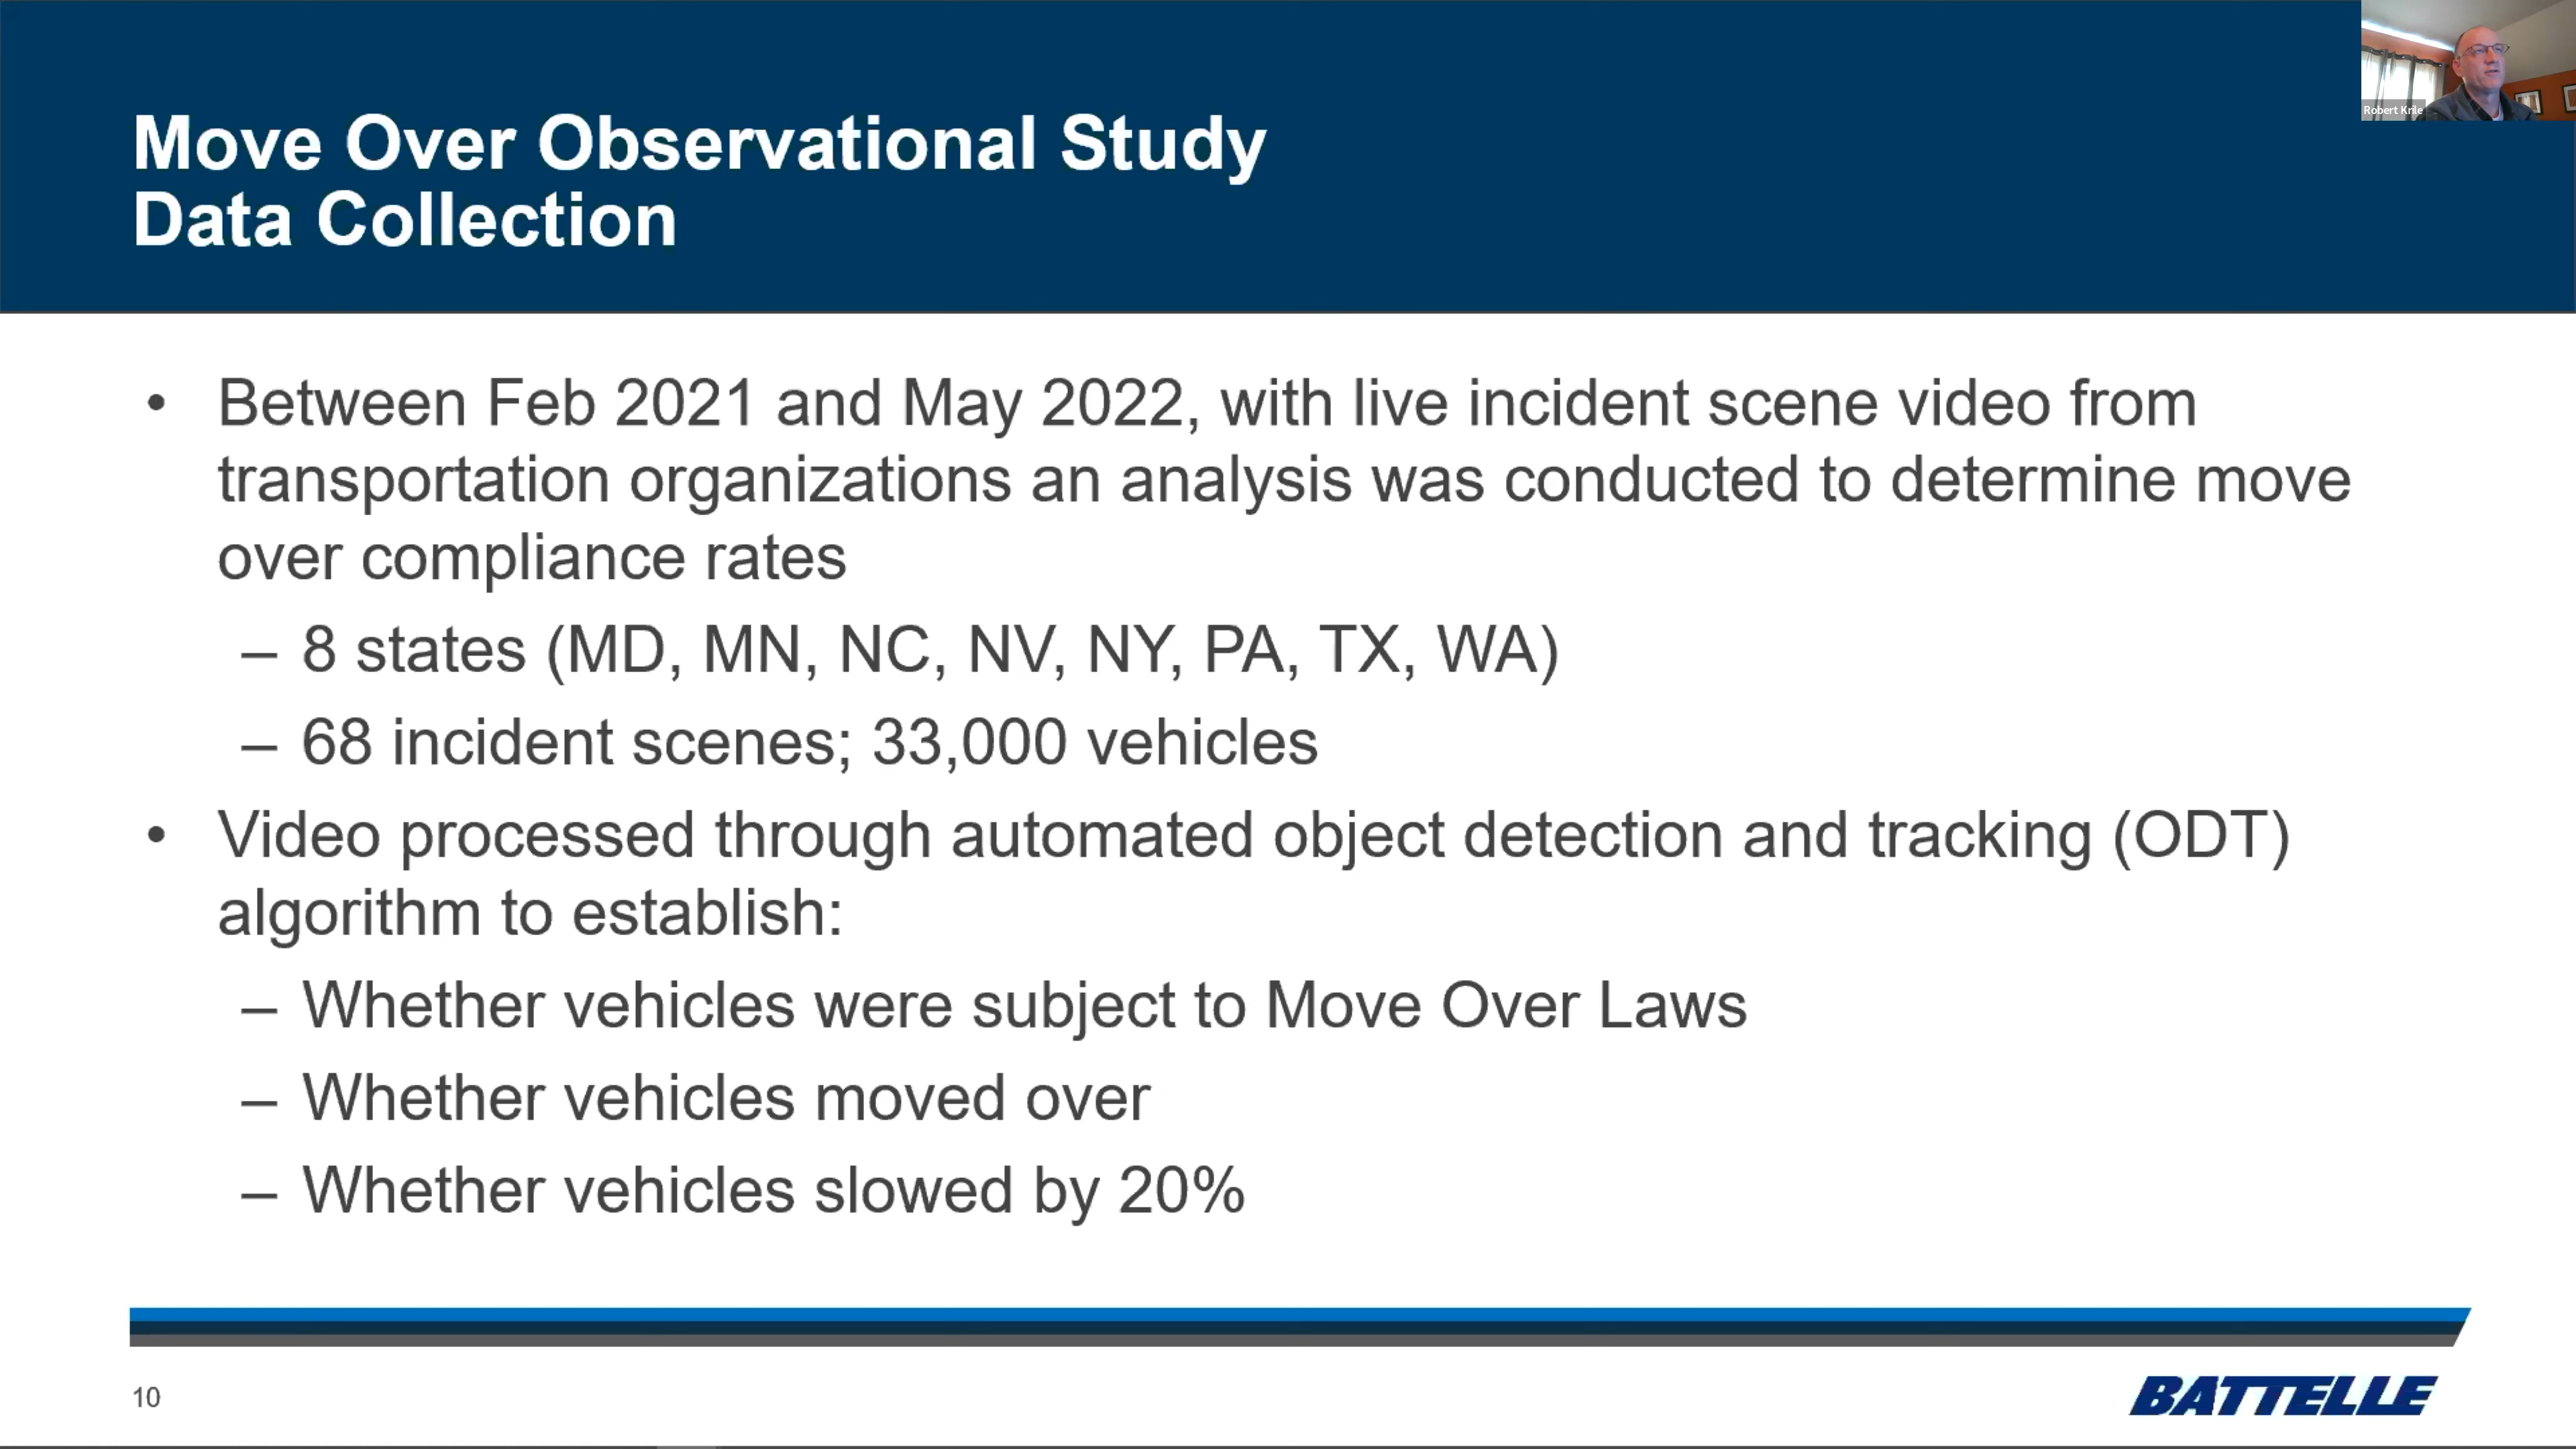 Robert Krile
Move Over Observational Study
Data Collection
• Between Feb 2021 and May 2022, with live incident scene video from
transportation organizations an analysis was conducted to determine move
over compliance rates
– 8 states (MD, MN, NC, NV, NY, PA, TX, WA)
– 68 incident scenes; 33,000 vehicles
• Video processed through automated object detection and tracking (ODT)
algorithm to establish:
– Whether vehicles were subject to Move Over Laws
– Whether vehicles moved over
– Whether vehicles slowed by 20%
10
BATTELLE